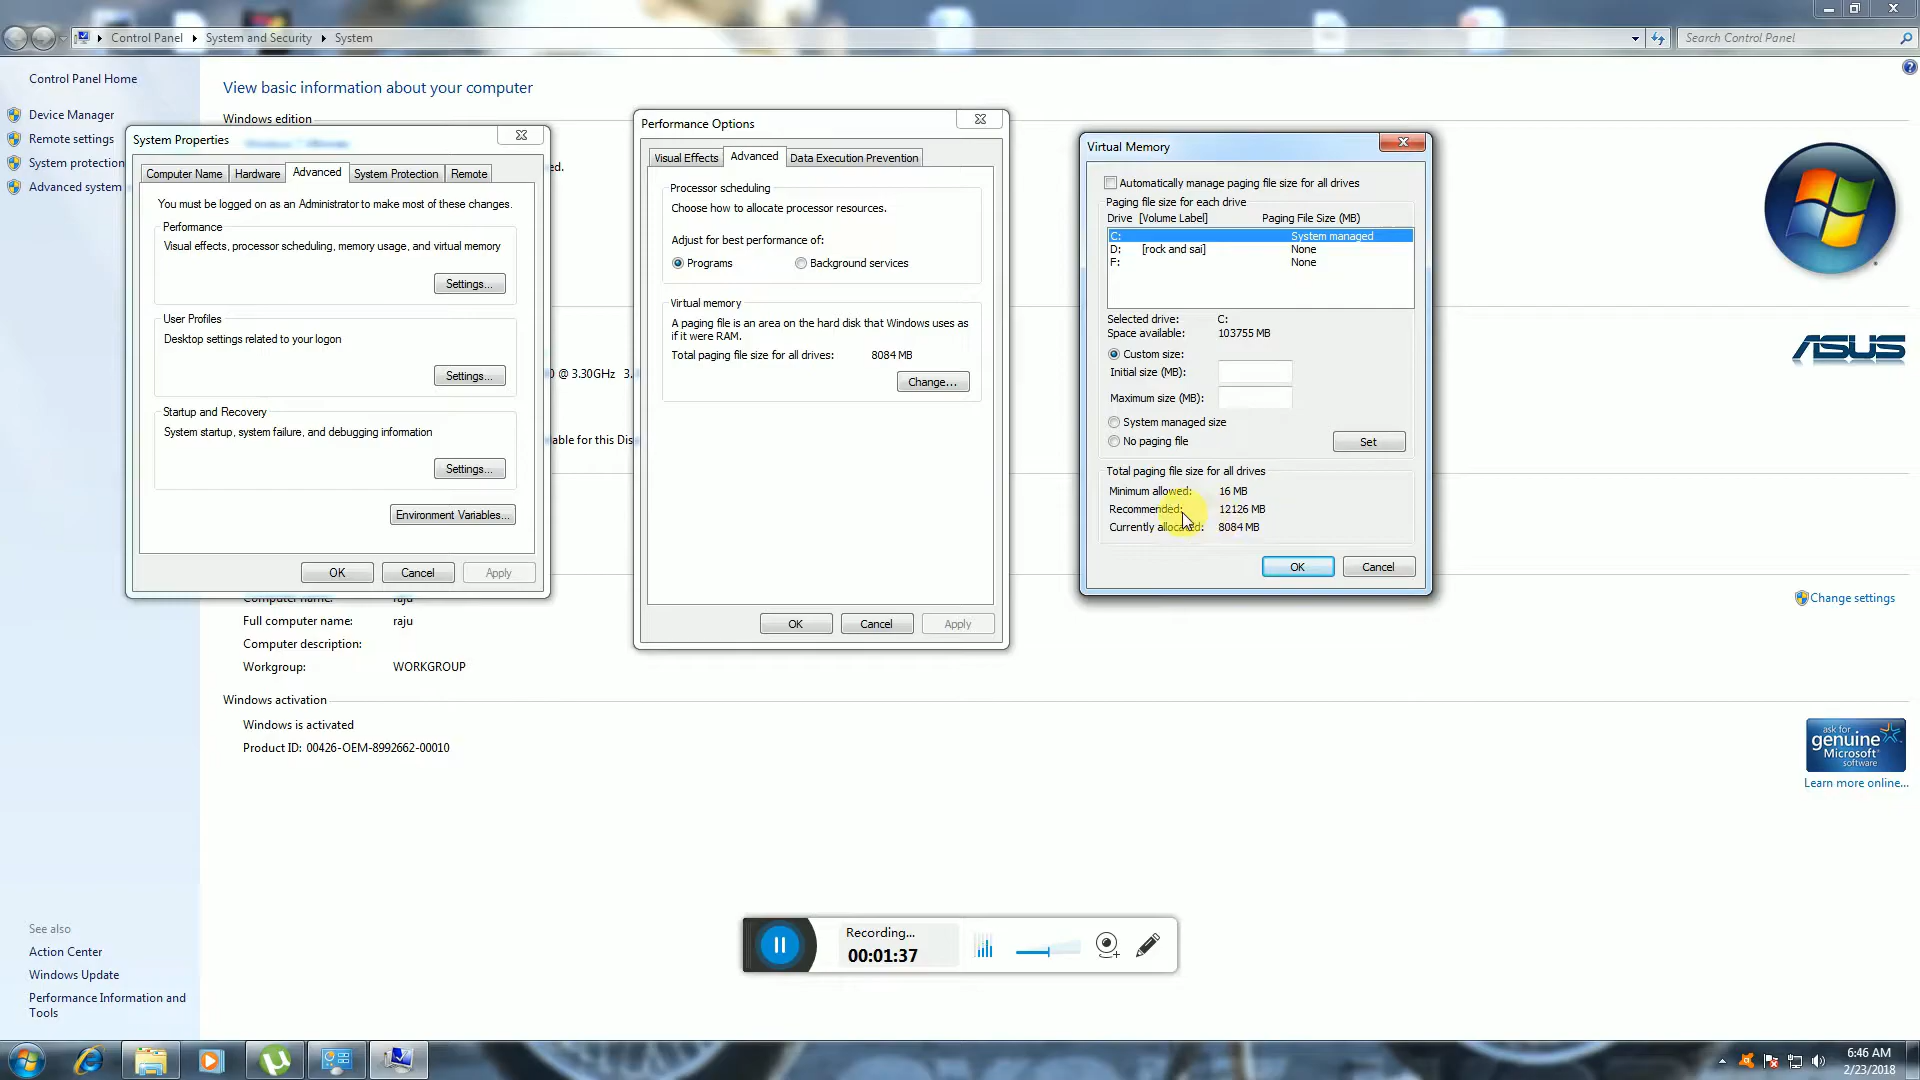 Control Panel
System and Security
System
Search Control Panel
Control Panel Home
Device Manager
Remote settings
System protection
Advanced system
View basic information about your computer
Windows edition
System Properties
Computer Name
Hardware
Advanced
System Protection
Remote
You must be logged on as an Administrator to make most of these changes.
Performance
Visual effects, processor scheduling, memory usage, and virtual memory
Settings...
User Profiles
Desktop settings related to your logon
Settings...
Startup and Recovery
System startup, system failure, and debugging information
Settings...
Environment Variables...
OK
Cancel
Apply
ed.
0 @ 3.30GHz 3.
able for this Dis
Performance Options
Visual Effects
Advanced
Data Execution Prevention
Processor scheduling
Choose how to allocate processor resources.
Adjust for best performance of:
Programs
Background services
Virtual memory
A paging file is an area on the hard disk that Windows uses as
if it were RAM.
Total paging file size for all drives: 8084 MB
Change...
OK
Cancel
Apply
Virtual Memory
Automatically manage paging file size for all drives
Paging file size for each drive
Drive [Volume Label] Paging File Size (MB)
C: System managed
D: [rock and sai] None
F: None
Selected drive: C:
Space available: 103755 MB
Custom size:
Initial size (MB):
Maximum size (MB):
System managed size
No paging file
Set
Total paging file size for all drives
Minimum allowed: 16 MB
Recommended: 12126 MB
Currently allocated: 8084 MB
OK
Cancel
ASUS
Change settings
Computer name: raju
Full computer name: raju
Computer description:
Workgroup: WORKGROUP
Windows activation
Windows is activated
Product ID: 00426-OEM-8992662-00010
ask for
genuine
Microsoft
software
Learn more online...
See also
Action Center
Windows Update
Performance Information and
Tools
Recording...
00:01:37
6:46 AM
2/23/2018